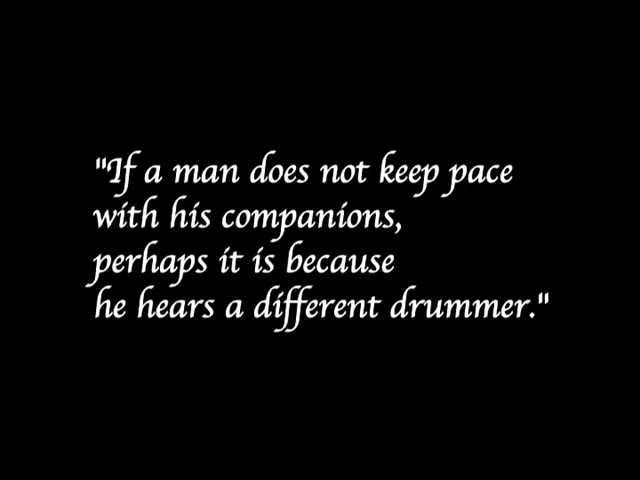 "If a man does not keep pace
with his companions,
perhaps it is because
he hears a different drummer."